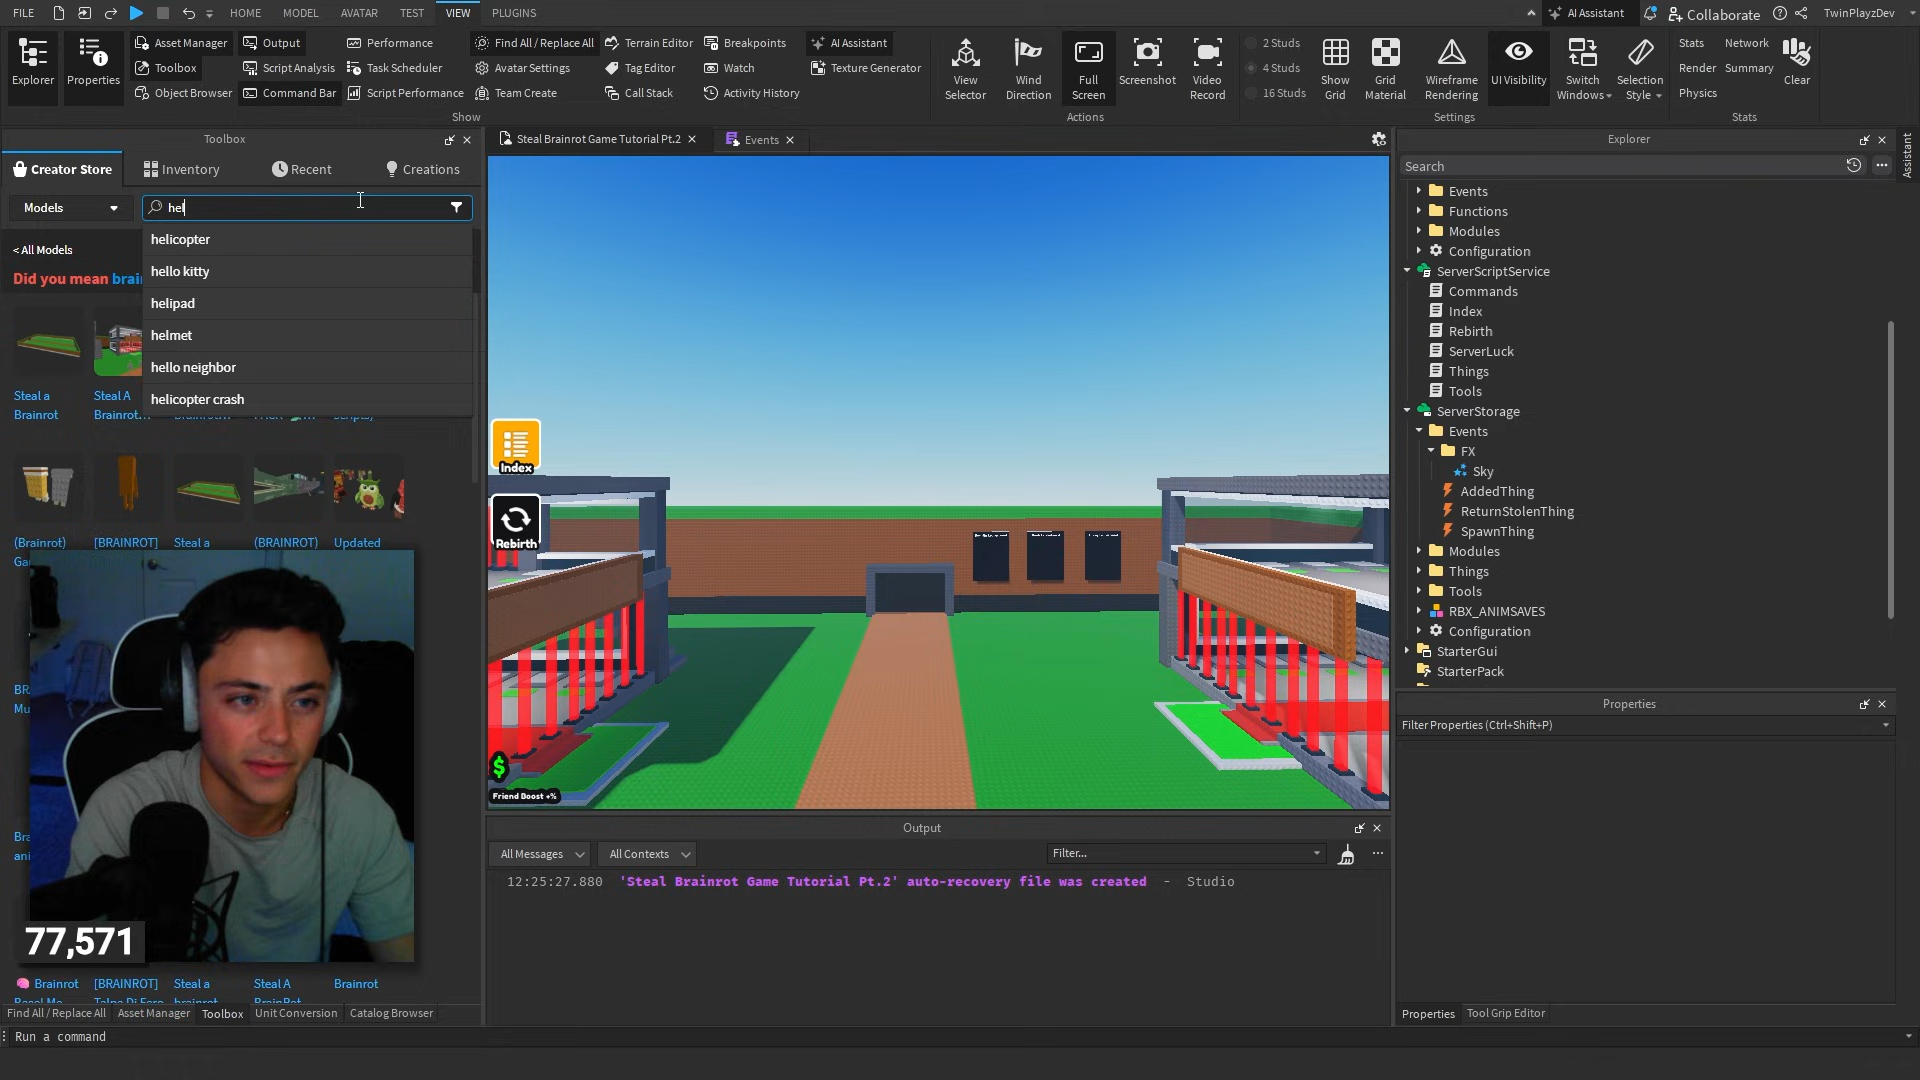 FILE HOME MODEL AVATAR TEST VIEW PLUGINS AI Assistant Collaborate TwinPlayzDev
Explorer
Properties
Asset Manager
Toolbox
Object Browser
Output
Script Analysis
Command Bar
Performance
Task Scheduler
Script Performance
Find All / Replace All
Avatar Settings
Team Create
Terrain Editor
Tag Editor
Call Stack
Breakpoints
Watch
Activity History
AI Assistant
Texture Generator
Show
View
Selector
Wind
Direction
Full
Screen
Screenshot
Video
Record
Actions
2 Studs
4 Studs
16 Studs
Show
Grid
Grid
Material
Wireframe
Rendering
UI Visibility
Switch
Windows
Selection
Style
Settings
Stats
Render
Physics
Network
Summary
Clear
Stats
Toolbox
Creator Store Inventory Recent Creations
Models
hel
helicopter
hello kitty
helipad
helmet
hello neighbor
helicopter crash
< All Models
Did you mean brai
Steal a
Brainrot
Steal A
Brainrot...
(Brainrot)
[BRAINROT]
Steal a
(BRAINROT)
Updated
77,571
Brainrot
[BRAINROT]
Steal a
Steal A
Brainrot
Find All / Replace All Asset Manager Toolbox Unit Conversion Catalog Browser
Run a command
Steal Brainrot Game Tutorial Pt.2
Events
Index
Rebirth
$
Friend Boost +%
Output
All Messages All Contexts Filter...
12:25:27.880 'Steal Brainrot Game Tutorial Pt.2' auto-recovery file was created - Studio
Explorer
Assistant
Search
Events
Functions
Modules
Configuration
ServerScriptService
Commands
Index
Rebirth
ServerLuck
Things
Tools
ServerStorage
Events
FX
Sky
AddedThing
ReturnStolenThing
SpawnThing
Modules
Things
Tools
RBX_ANIMSAVES
Configuration
StarterGui
StarterPack
Properties
Filter Properties (Ctrl+Shift+P)
Properties Tool Grip Editor